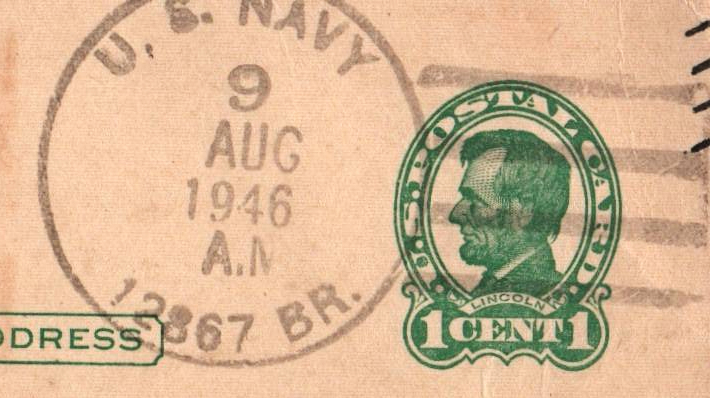 U. S. NAVY
9
AUG
1946
A.M
12867 BR.
U.S. POSTAL CARD.
LINCOLN
1 CENT 1
DDRESS